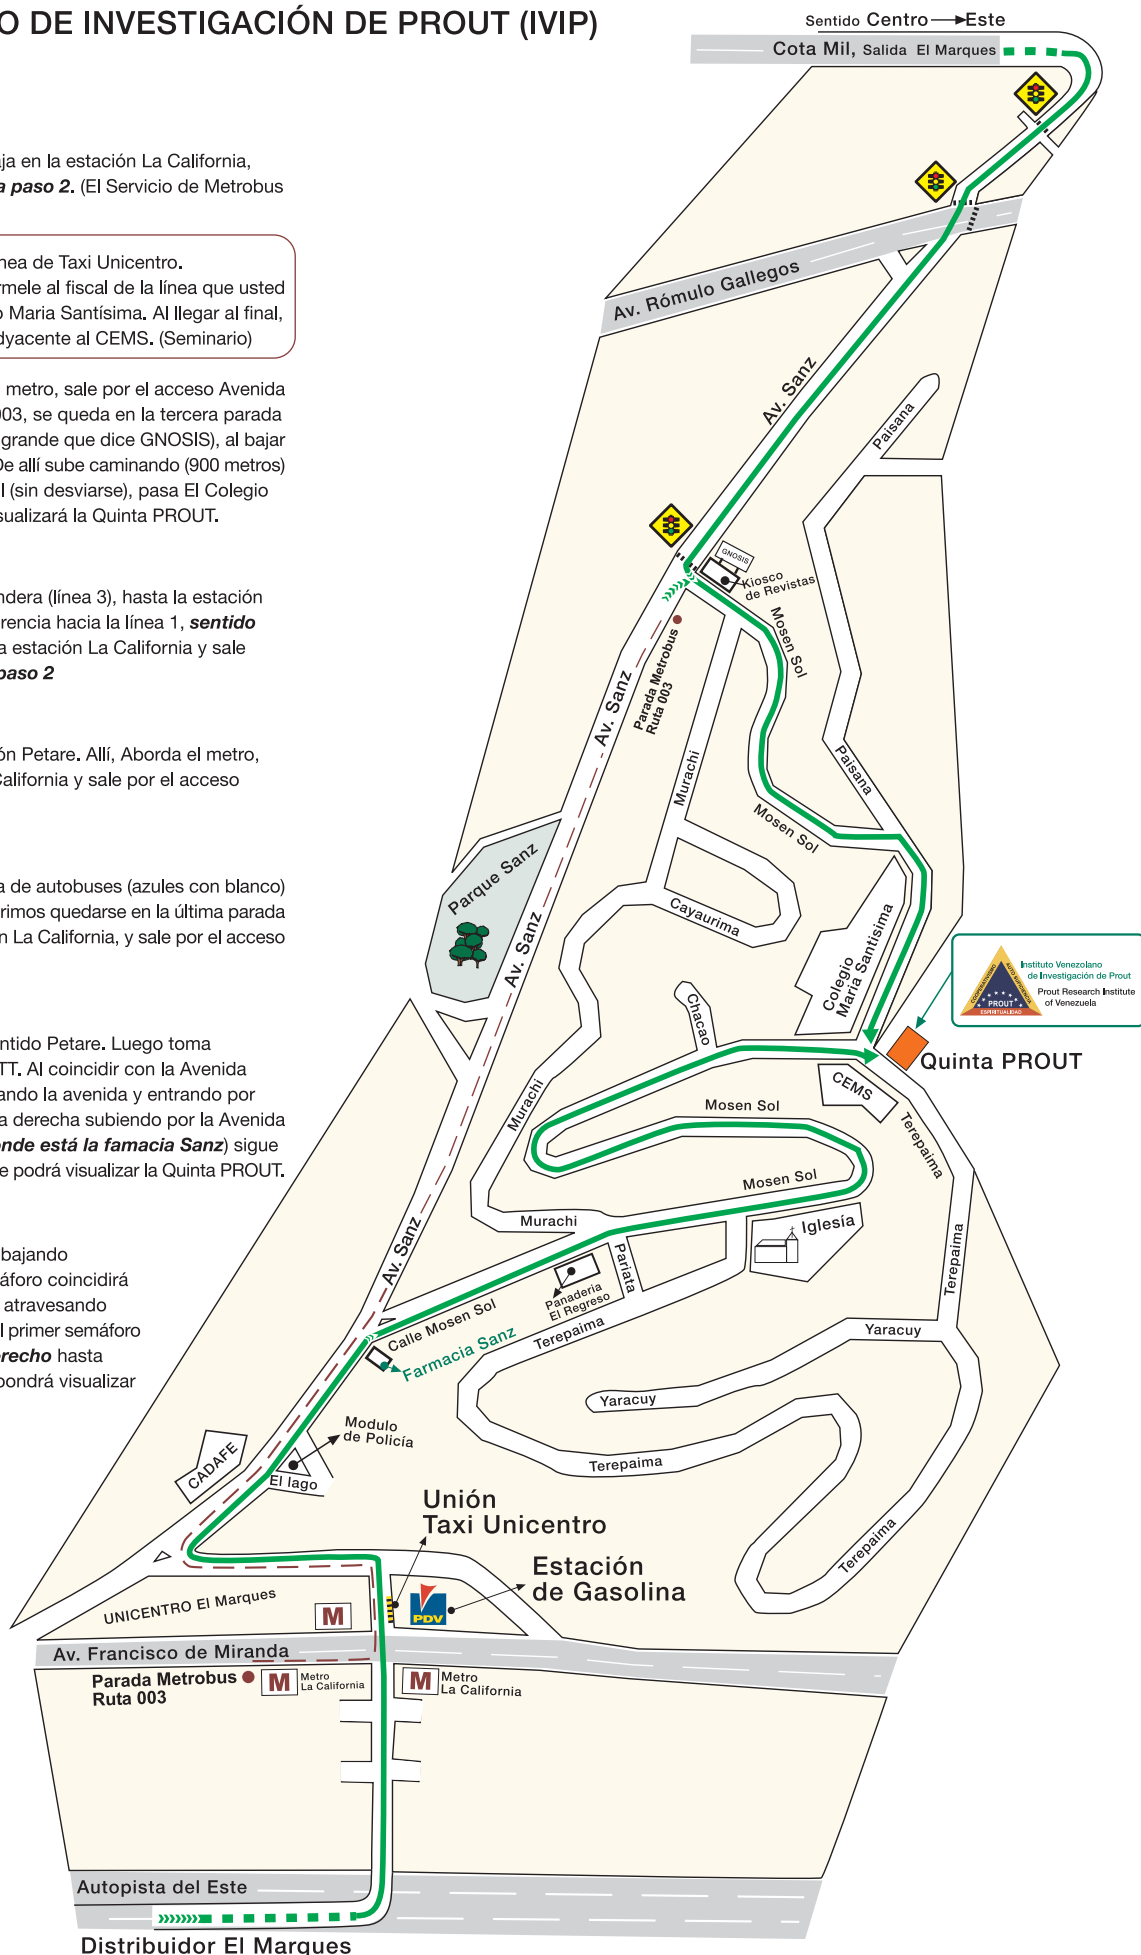 O DE INVESTIGACIÓN DE PROUT (IVIP)
aja en la estación La California,
a paso 2. (El Servicio de Metrobus
nea de Taxi Unicentro.
rmele al fiscal de la línea que usted
o Maria Santísima. Al llegar al final,
dyacente al CEMS. (Seminario)
metro, sale por el acceso Avenida
003, se queda en la tercera parada
grande que dice GNOSIS), al bajar
De allí sube caminando (900 metros)
l (sin desviarse), pasa El Colegio
sualizará la Quinta PROUT.
ndera (línea 3), hasta la estación
rencia hacia la línea 1, sentido
a estación La California y sale
paso 2
ón Petare. Allí, Aborda el metro,
California y sale por el acceso
a de autobuses (azules con blanco)
rimos quedarse en la última parada
n La California, y sale por el acceso
ntido Petare. Luego toma
TT. Al coincidir con la Avenida
ando la avenida y entrando por
a derecha subiendo por la Avenida
onde está la famacia Sanz) sigue
e podrá visualizar la Quinta PROUT.
bajando
áforo coincidirá
atravesando
l primer semáforo
recho hasta
pondrá visualizar
Sentido Centro Este
Cota Mil, Salida El Marques
Av. Rómulo Gallegos
Av. Sanz
Paisana
GNOSIS
Kiosco
de Revistas
Mosen Sol
Parada Metrobus
Ruta 003
Av. Sanz
Murachi
Paisana
Mosen Sol
Parque Sanz
Cayaurima
Av. Sanz
Colegio
Maria Santisima
COOPERATIVISMO
AUTO SUFICIENCIA
PROUT
ESPIRITUALIDAD
Instituto Venezolano
de Investigación de Prout
Prout Research Institute
of Venezuela
Chacao
Quinta PROUT
CEMS
Murachi
Mosen Sol
Terepaima
Mosen Sol
Murachi
Iglesía
Av. Sanz
Pariata
Terepaima
Panaderia
El Regreso
Calle Mosen Sol
Terepaima
Yaracuy
Farmacia Sanz
Yaracuy
Modulo
de Policía
CADAFE
Terepaima
El lago
Unión
Taxi Unicentro
Terepaima
Estación
de Gasolina
UNICENTRO El Marques
M
PDV
Av. Francisco de Miranda
Parada Metrobus
Ruta 003
M Metro
La California
M Metro
La California
Autopista del Este
Distribuidor El Marques